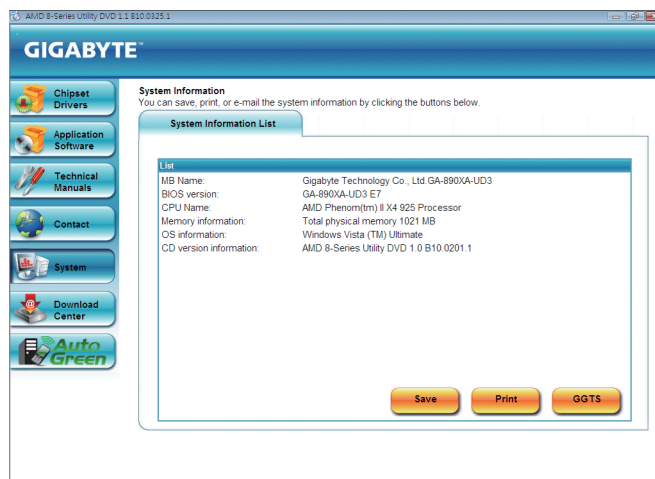 AMD 8-Series Utility DVD 1.1 B10.0325.1
GIGABYTE™
Chipset
Drivers
Application
Software
Technical
Manuals
Contact
System
Download
Center
Auto
Green
System Information
You can save, print, or e-mail the system information by clicking the buttons below.
System Information List
List
MB Name: Gigabyte Technology Co., Ltd.GA-890XA-UD3
BIOS version: GA-890XA-UD3 E7
CPU Name: AMD Phenom(tm) II X4 925 Processor
Memory information: Total physical memory 1021 MB
OS information: Windows Vista (TM) Ultimate
CD version information: AMD 8-Series Utility DVD 1.0 B10.0201.1
Save Print GGTS